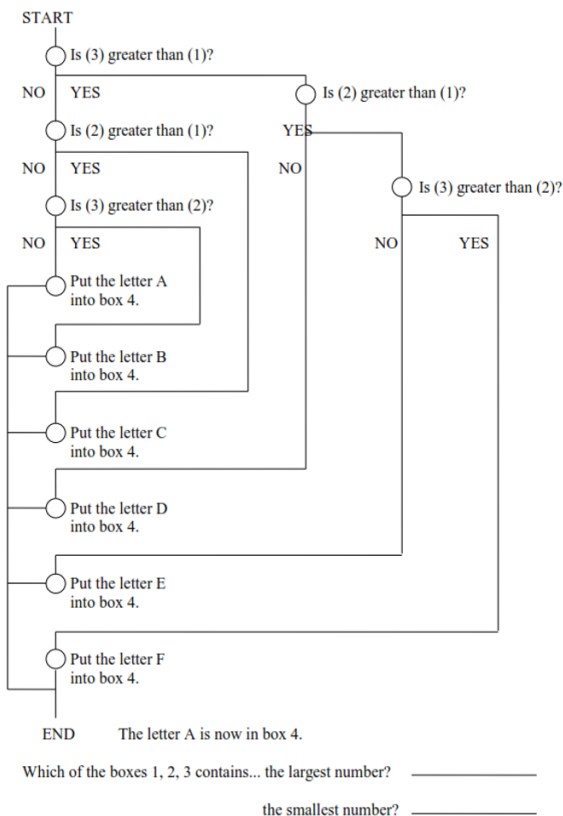 START
Is (3) greater than (1)?
NO YES
Is (2) greater than (1)?
Is (2) greater than (1)?
YES
NO YES
NO
Is (3) greater than (2)?
Is (3) greater than (2)?
NO YES
NO YES
Put the letter A
into box 4.
Put the letter B
into box 4.
Put the letter C
into box 4.
Put the letter D
into box 4.
Put the letter E
into box 4.
Put the letter F
into box 4.
END The letter A is now in box 4.
Which of the boxes 1, 2, 3 contains... the largest number?
the smallest number?